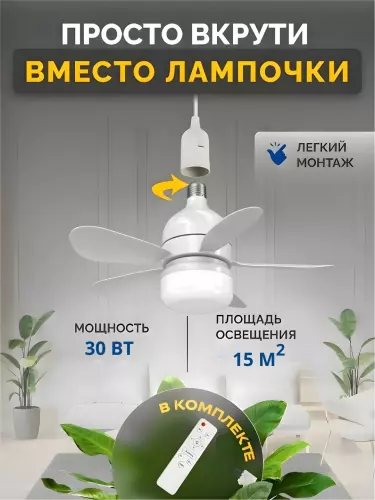 ПРОСТО ВКРУТИ
ВМЕСТО ЛАМПОЧКИ
ЛЕГКИЙ
МОНТАЖ
МОЩНОСТЬ
30 ВТ
ПЛОЩАДЬ
ОСВЕЩЕНИЯ
15 М²
В КОМПЛЕКТЕ